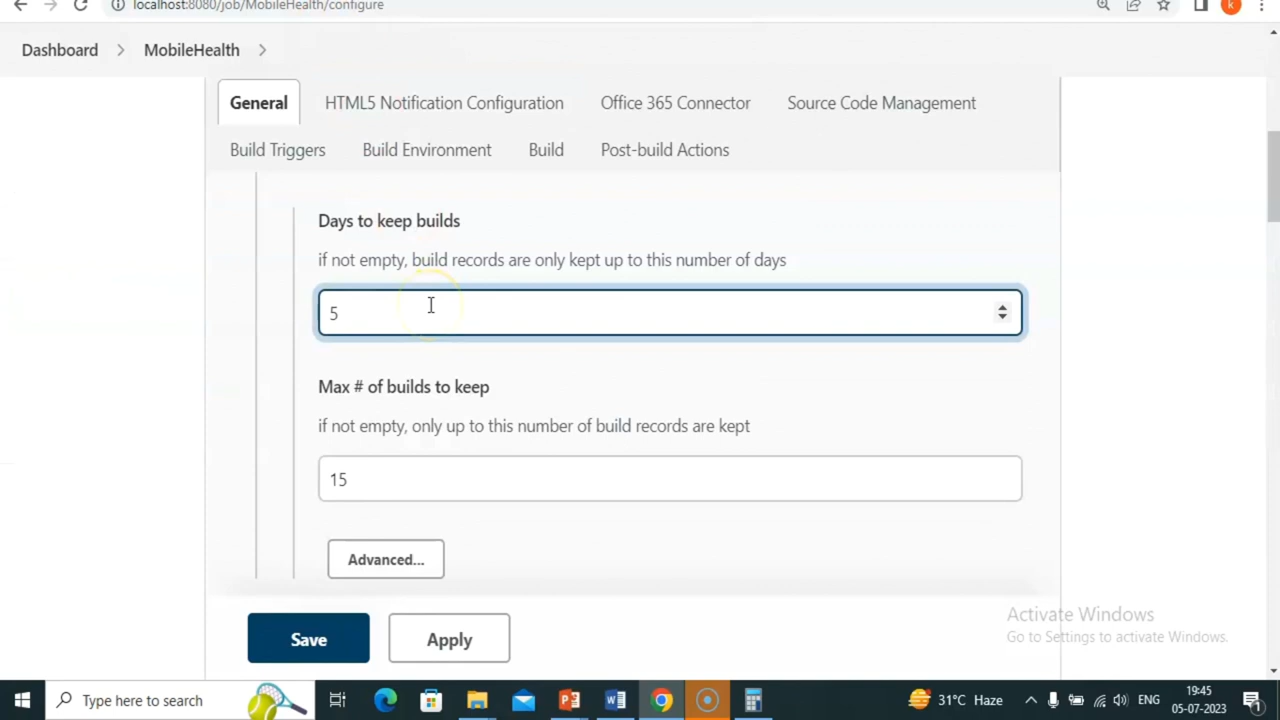 localhost:8080/job/MobileHealth/configure
k
Dashboard > MobileHealth >
General HTML5 Notification Configuration Office 365 Connector Source Code Management
Build Triggers Build Environment Build Post-build Actions
Days to keep builds
if not empty, build records are only kept up to this number of days
5
Max # of builds to keep
if not empty, only up to this number of build records are kept
15
Advanced...
Save Apply
Activate Windows
Go to Settings to activate Windows.
Type here to search
31°C Haze
ENG
19:45
05-07-2023
1